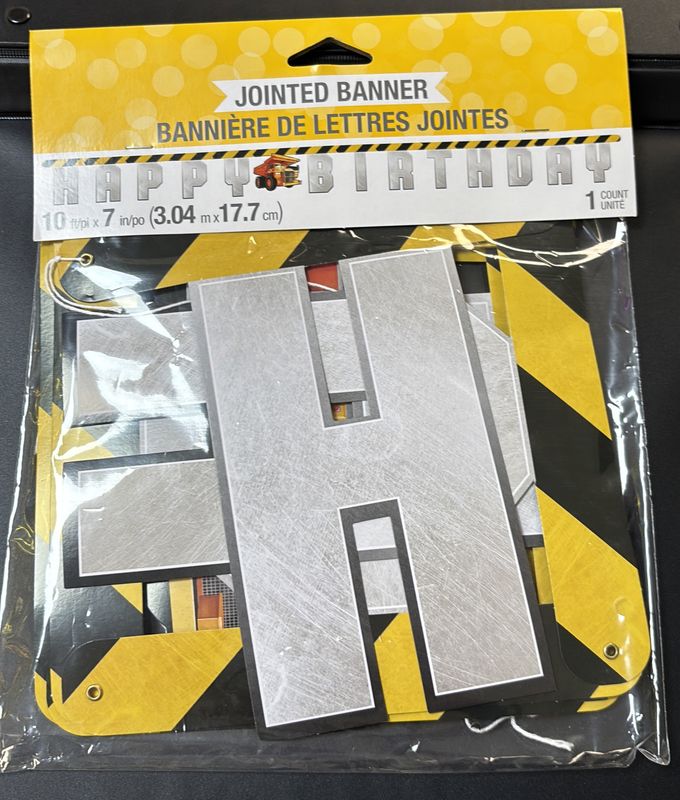 JOINTED BANNER
BANNIÈRE DE LETTRES JOINTES
HAPPY BIRTHDAY
10 ft/pi x 7 in/po (3.04 m x 17.7 cm)
1 COUNT
UNITÉ
H